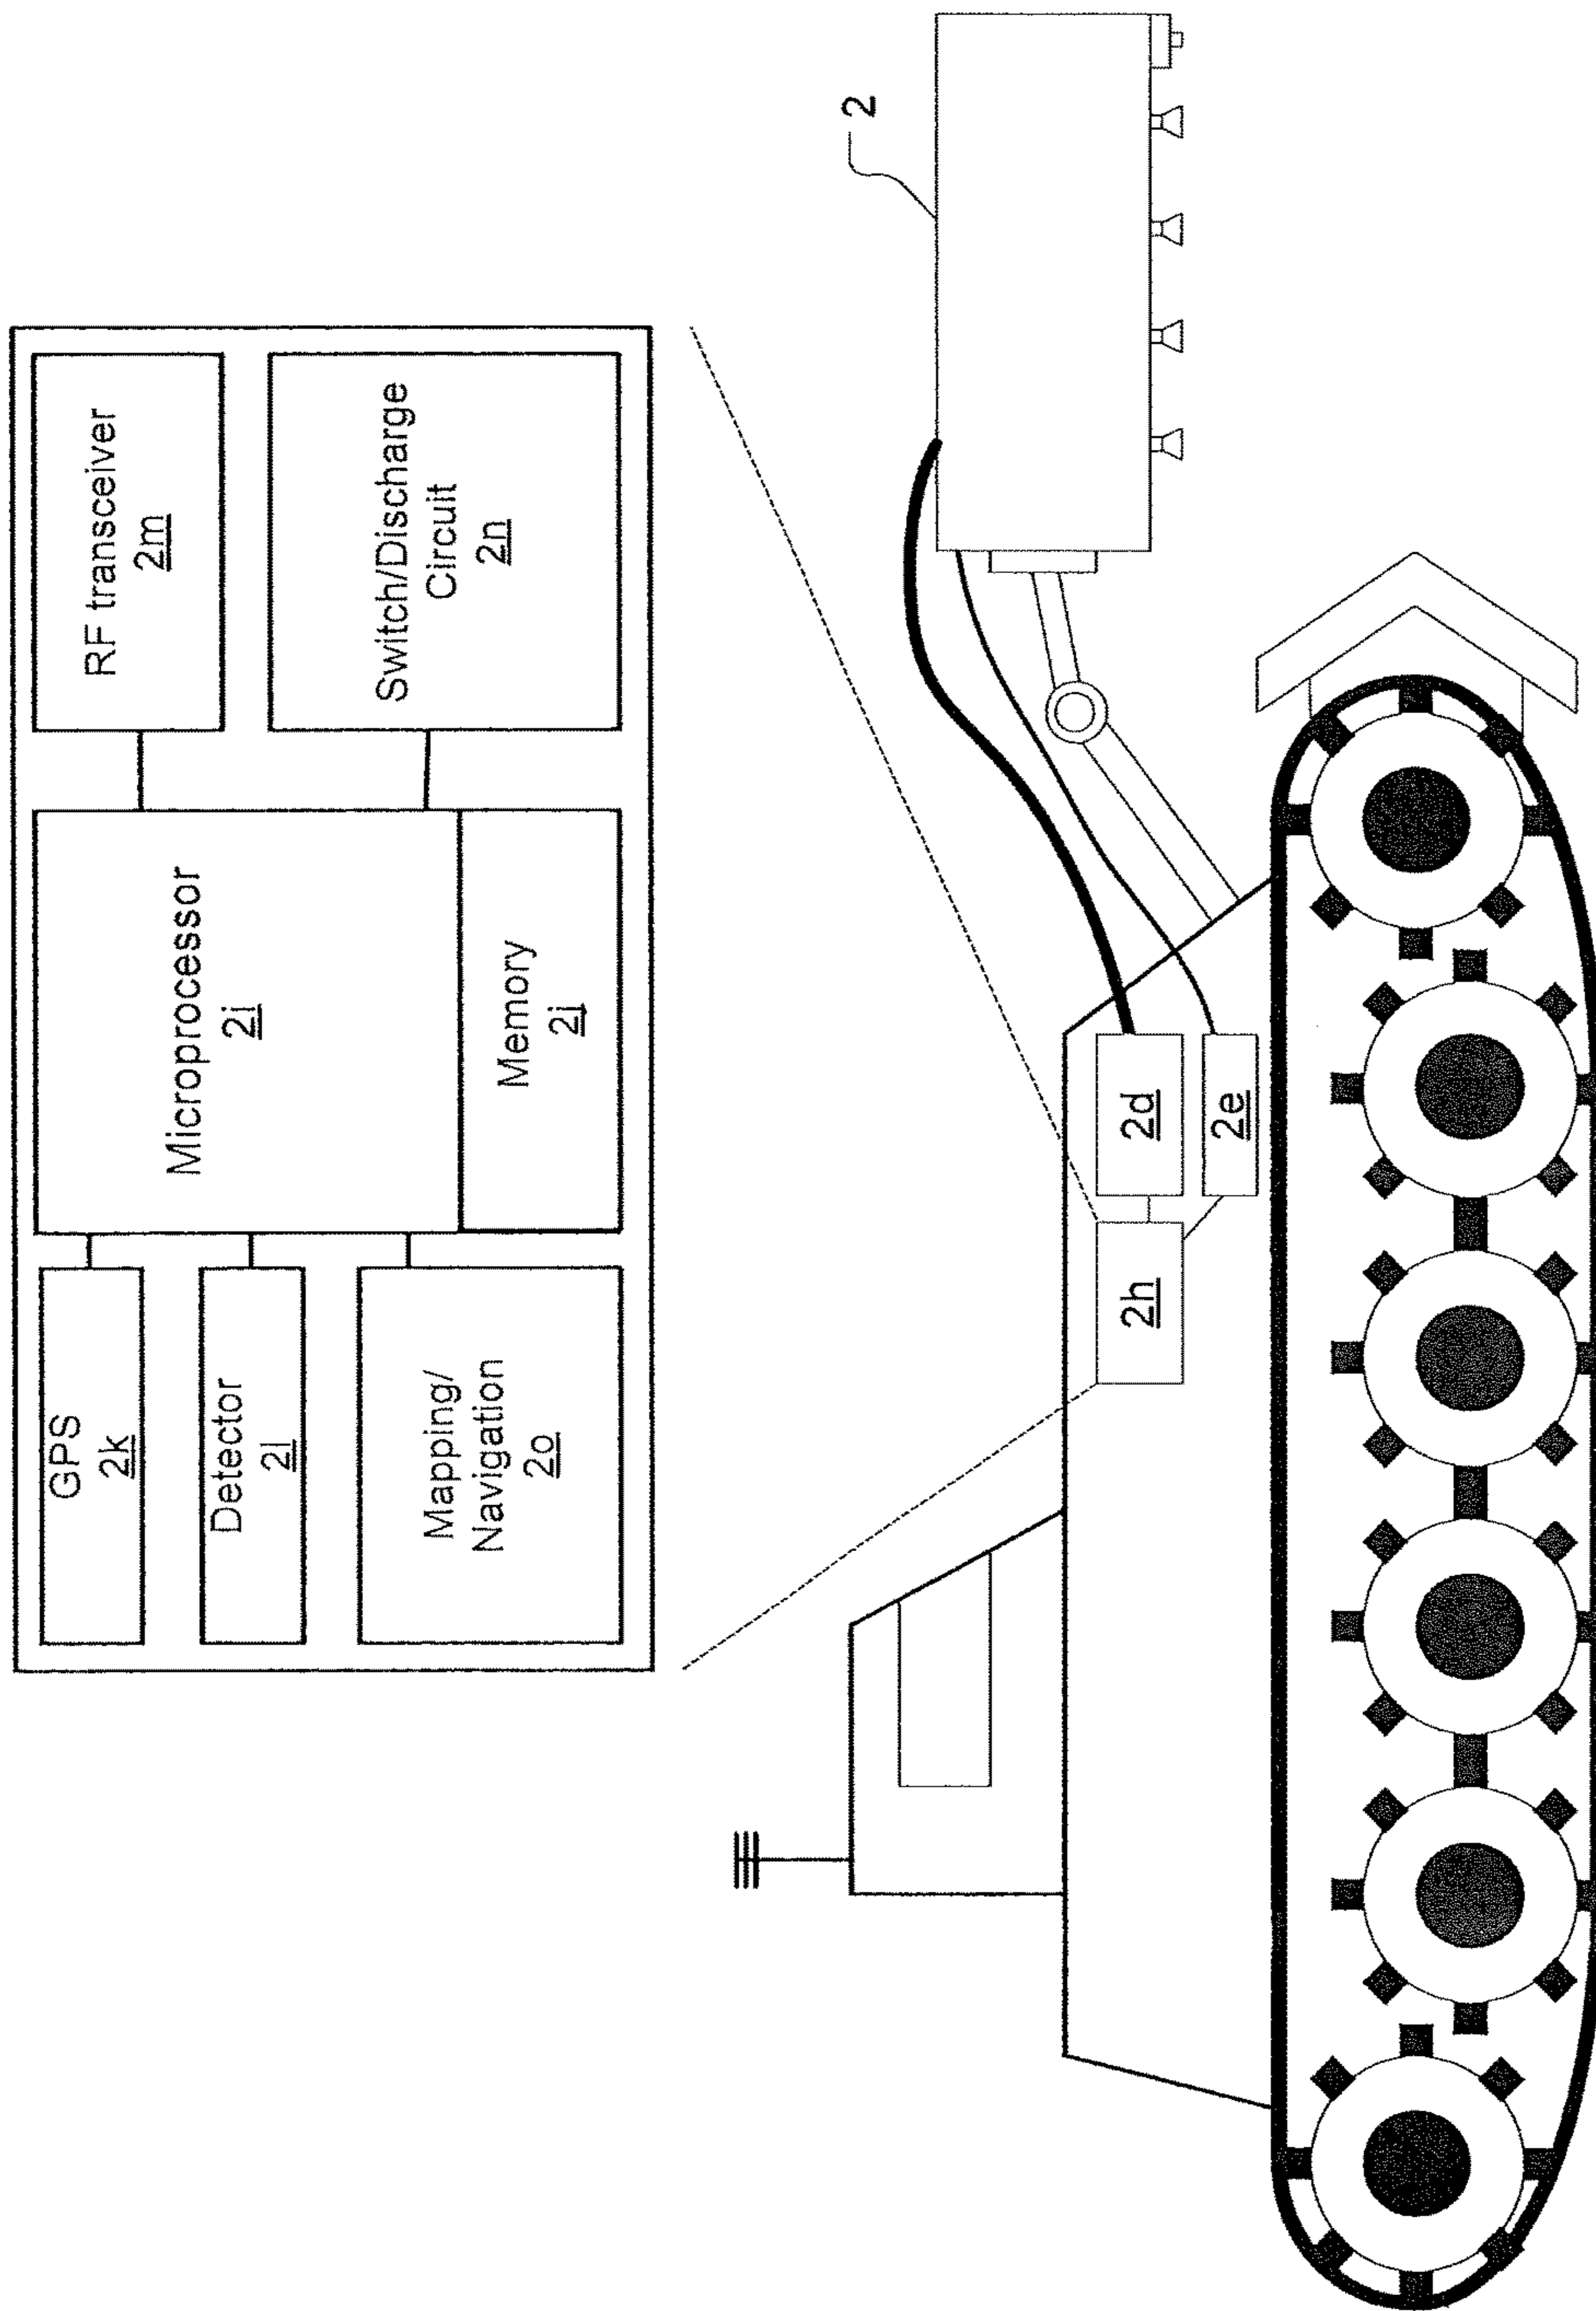 GPS
2k
Detector
2l
Mapping/
Navigation
2o
Microprocessor
2i
Memory
2j
RF transceiver
2m
Switch/Discharge
Circuit
2n
2
2h
2d
2e